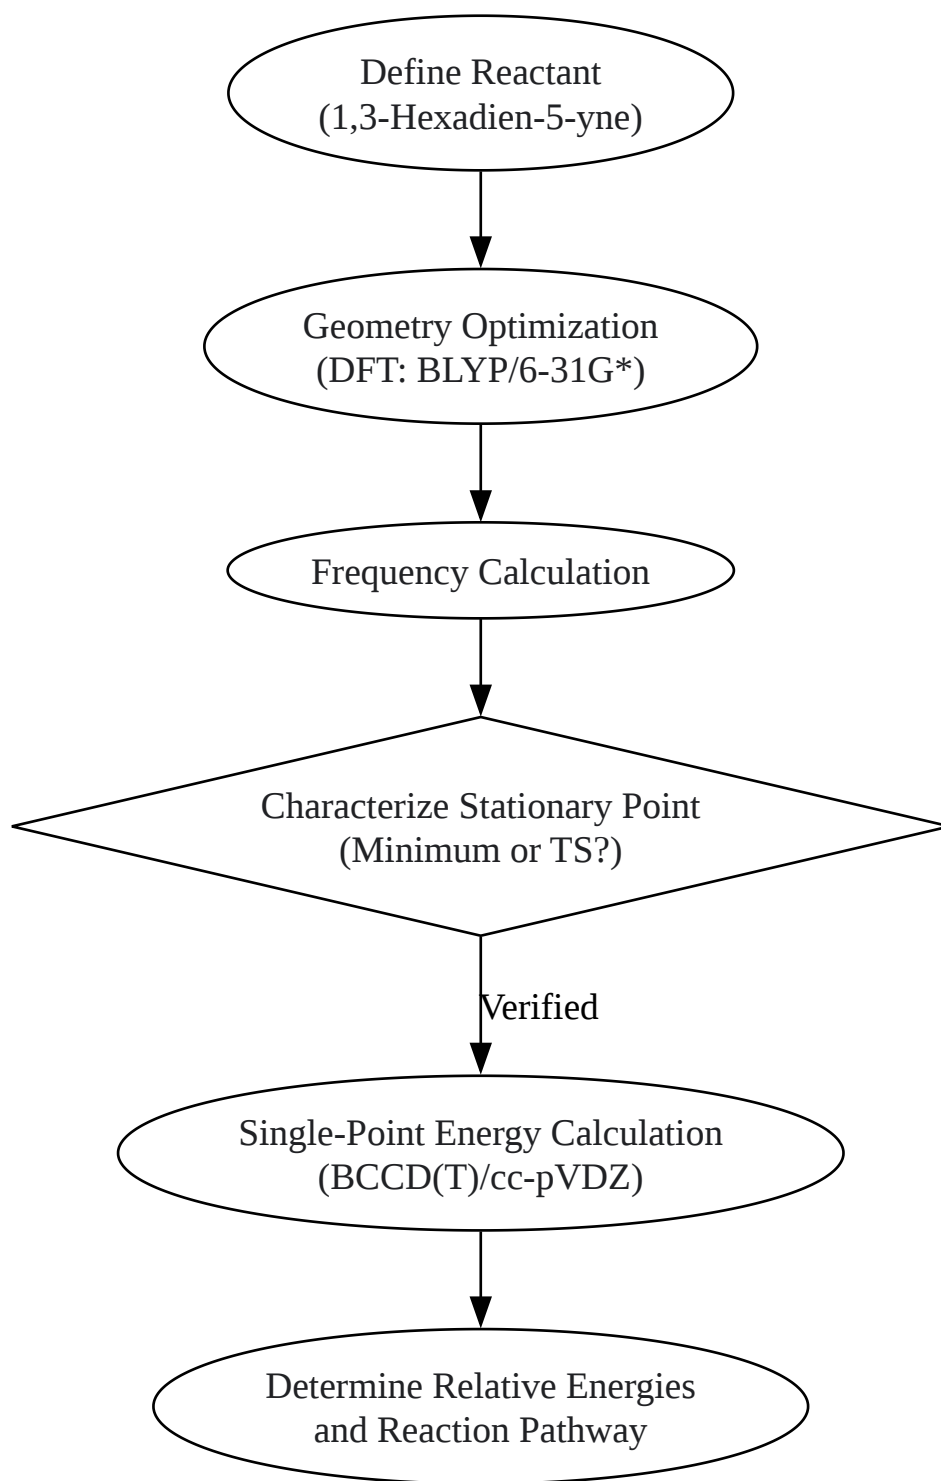 Define Reactant
(1,3-Hexadien-5-yne)
Geometry Optimization
(DFT: BLYP/6-31G*)
Frequency Calculation
Characterize Stationary Point
(Minimum or TS?)
Verified
Single-Point Energy Calculation
(BCCD(T)/cc-pVDZ)
Determine Relative Energies
and Reaction Pathway